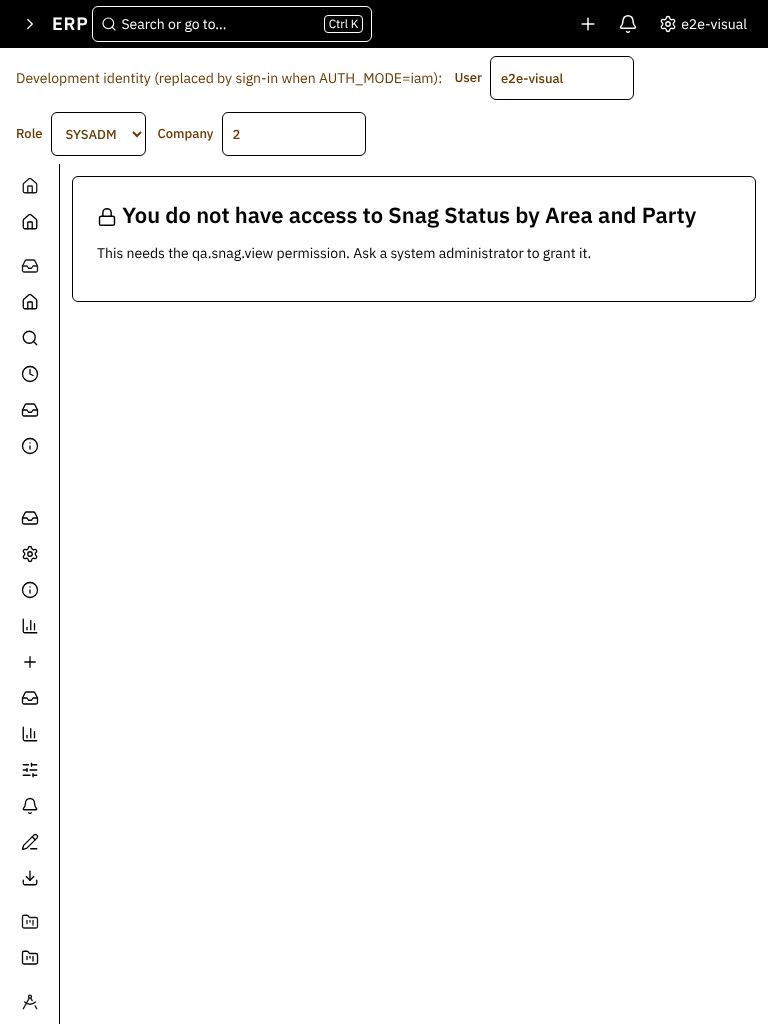 ERP
Search or go to...
Ctrl K
e2e-visual
Development identity (replaced by sign-in when AUTH_MODE=iam):
User
e2e-visual
Role
SYSADM
Company
2
You do not have access to Snag Status by Area and Party
This needs the qa.snag.view permission. Ask a system administrator to grant it.